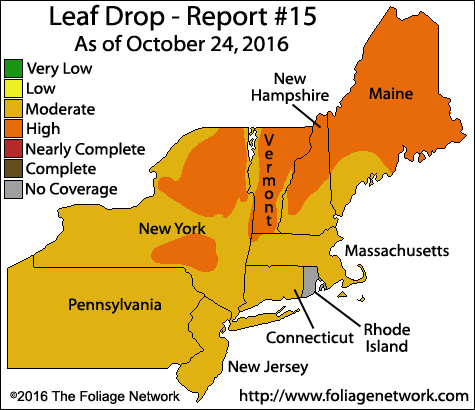 Leaf Drop - Report #15
As of October 24, 2016
Very Low
Low
Moderate
High
Nearly Complete
Complete
No Coverage
New
Hampshire
Maine
Vermont
New York
Massachusetts
Pennsylvania
Connecticut
Rhode
Island
New Jersey
©2016 The Foliage Network
http://www.foliagenetwork.com